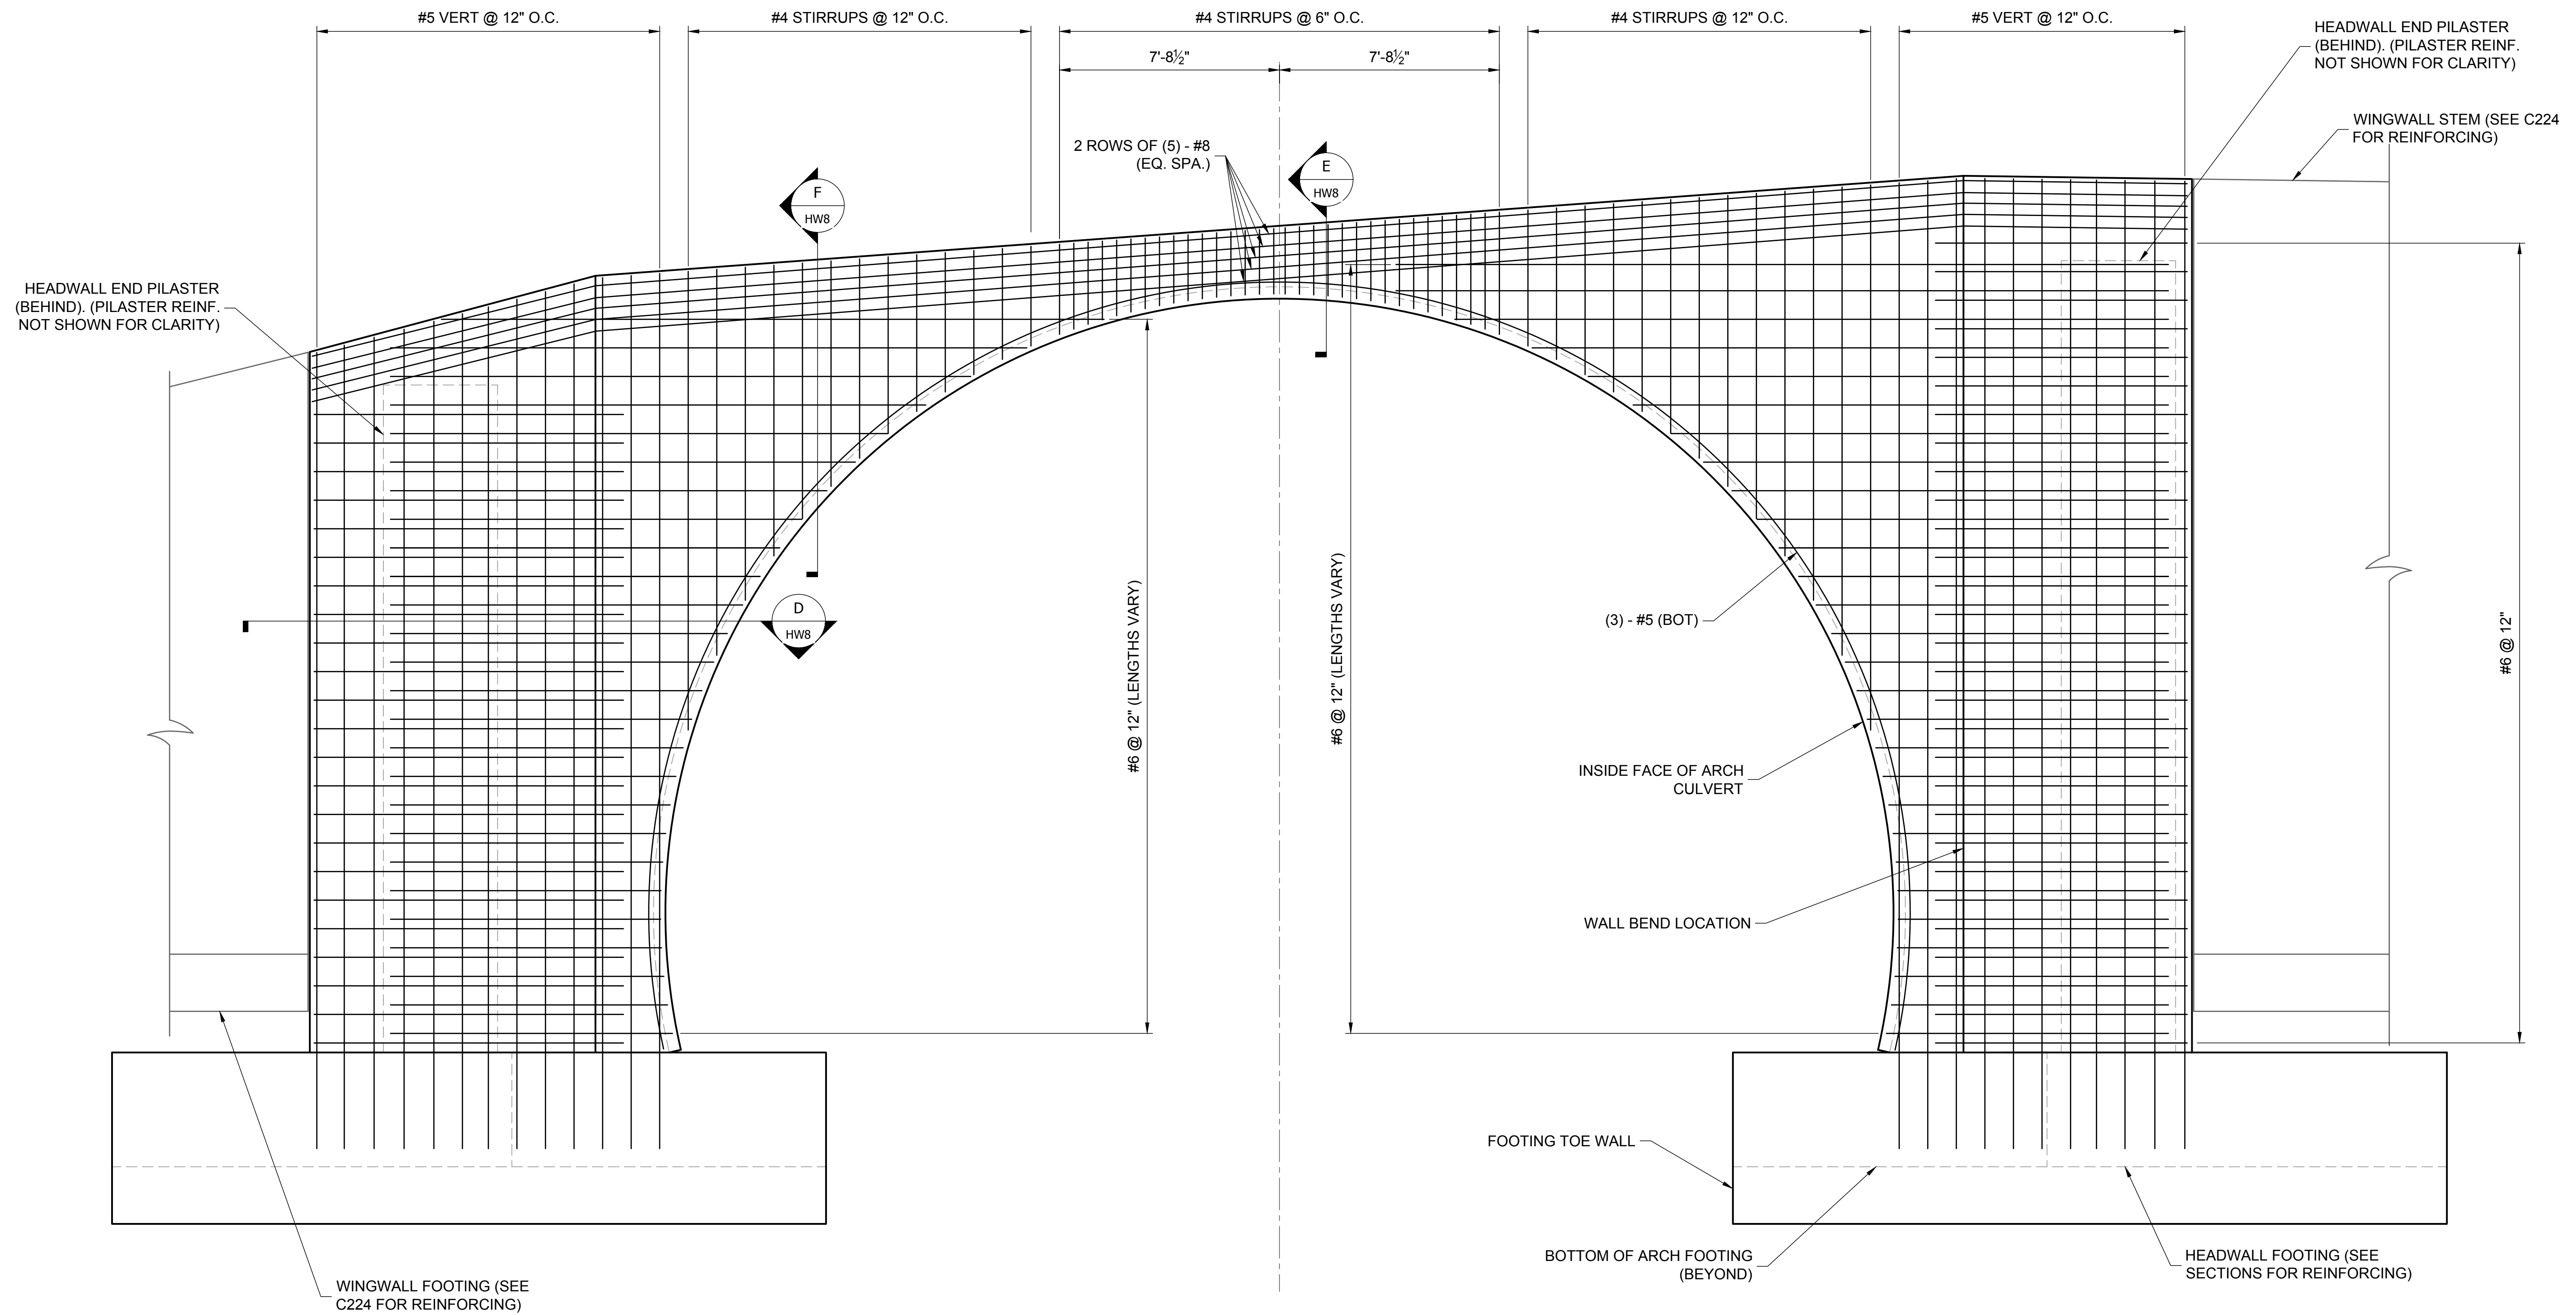 #5 VERT @ 12" O.C.
#4 STIRRUPS @ 12" O.C.
#4 STIRRUPS @ 6" O.C.
#4 STIRRUPS @ 12" O.C.
#5 VERT @ 12" O.C.
7'-8½"
7'-8½"
HEADWALL END PILASTER
(BEHIND). (PILASTER REINF.
NOT SHOWN FOR CLARITY)
WINGWALL STEM (SEE C224
FOR REINFORCING)
2 ROWS OF (5) - #8
(EQ. SPA.)
E
HW8
F
HW8
HEADWALL END PILASTER
(BEHIND). (PILASTER REINF.
NOT SHOWN FOR CLARITY)
D
HW8
#6 @ 12" (LENGTHS VARY)
#6 @ 12" (LENGTHS VARY)
(3) - #5 (BOT)
#6 @ 12"
INSIDE FACE OF ARCH
CULVERT
WALL BEND LOCATION
FOOTING TOE WALL
BOTTOM OF ARCH FOOTING
(BEYOND)
HEADWALL FOOTING (SEE
SECTIONS FOR REINFORCING)
WINGWALL FOOTING (SEE
C224 FOR REINFORCING)